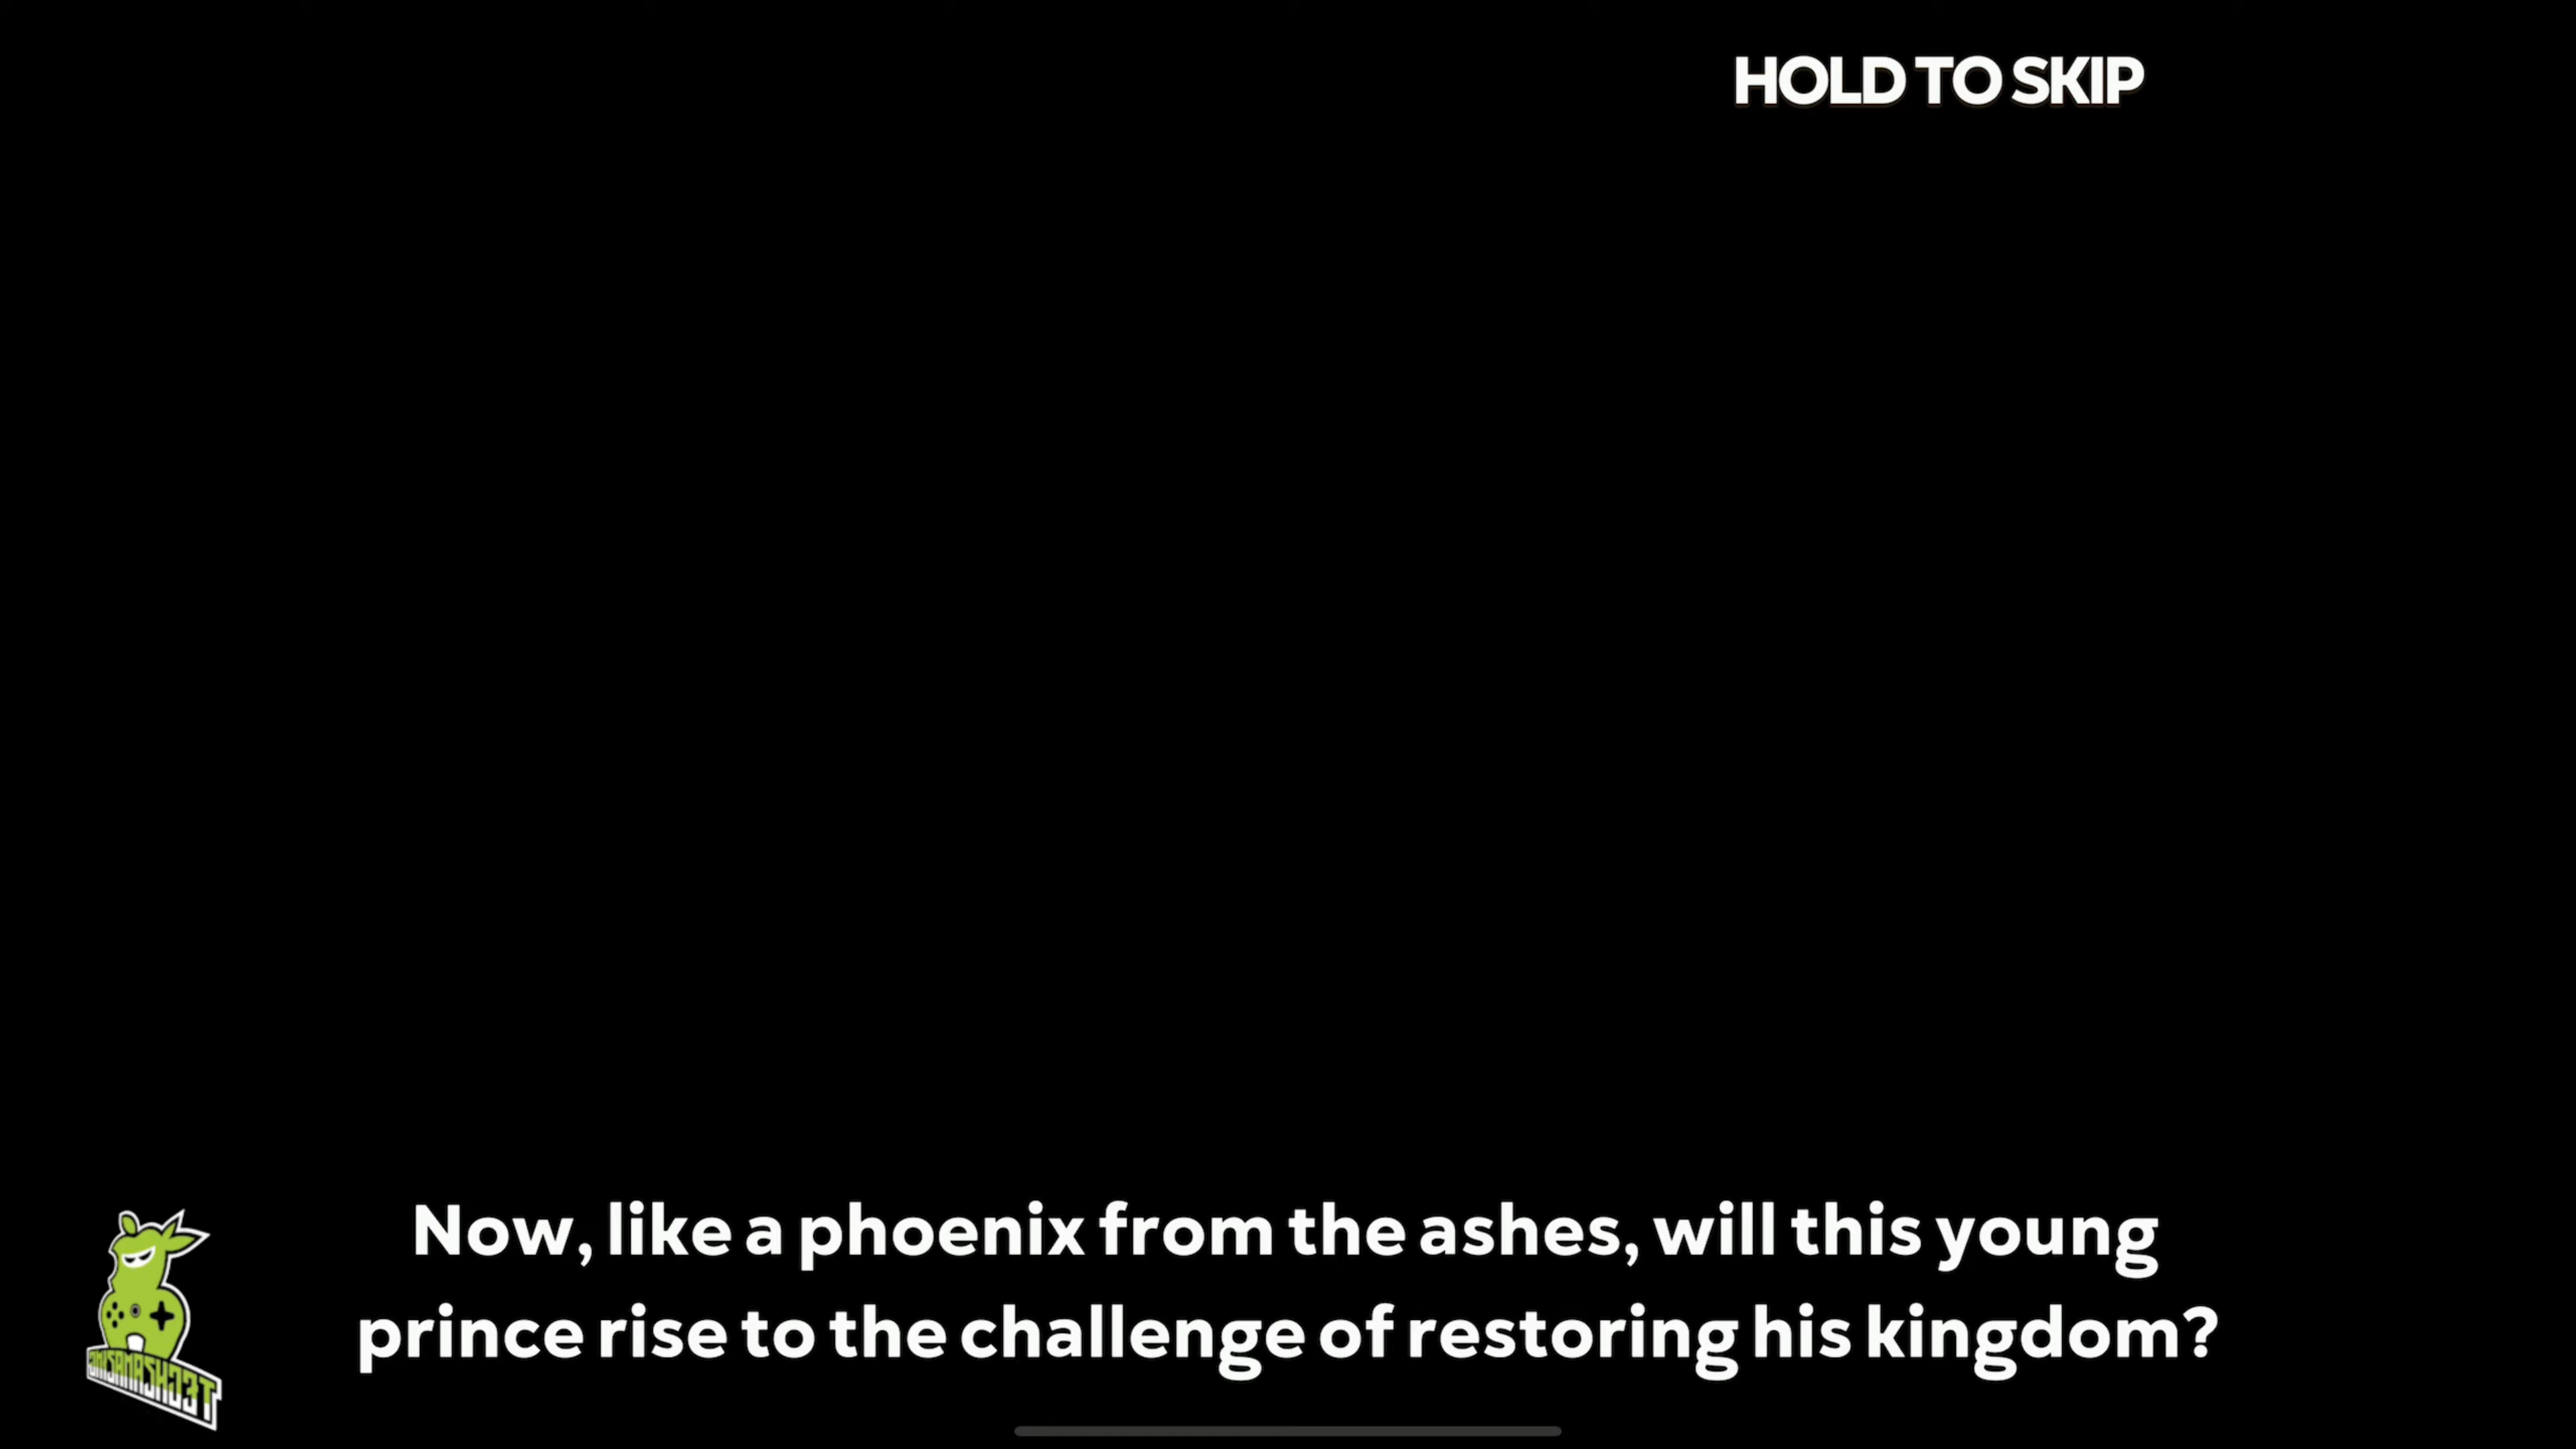 HOLD TO SKIP
Now, like a phoenix from the ashes, will this young
prince rise to the challenge of restoring his kingdom?